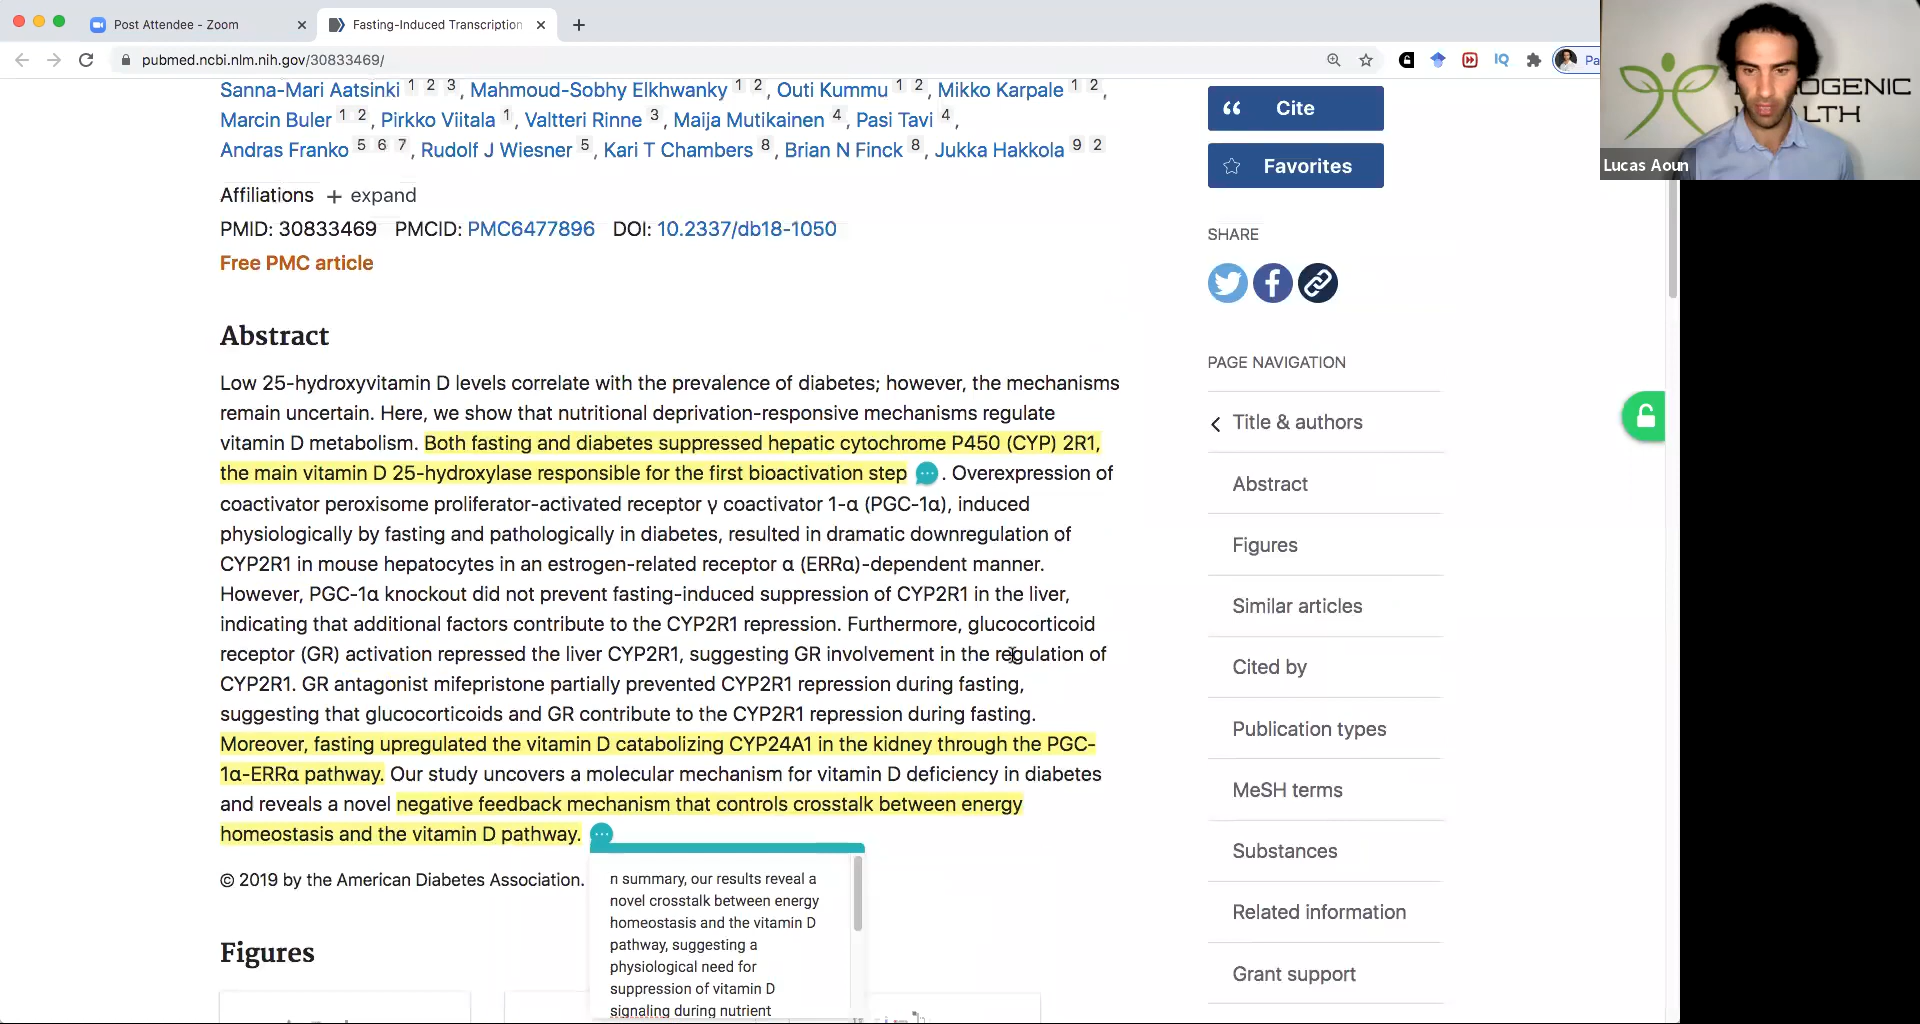 Post Attendee - Zoom
Fasting-Induced Transcription
pubmed.ncbi.nlm.nih.gov/30833469/
IQ
Pa
OGENIC
LTH
Lucas Aoun
Sanna-Mari Aatsinki 1 2 3, Mahmoud-Sobhy Elkhwanky 1 2, Outi Kummu 1 2, Mikko Karpale 1 2,
Marcin Buler 1 2, Pirkko Viitala 1, Valtteri Rinne 3, Maija Mutikainen 4, Pasi Tavi 4,
Andras Franko 5 6 7, Rudolf J Wiesner 5, Kari T Chambers 8, Brian N Finck 8, Jukka Hakkola 9 2
Affiliations + expand
PMID: 30833469 PMCID: PMC6477896 DOI: 10.2337/db18-1050
Free PMC article
Abstract
Low 25-hydroxyvitamin D levels correlate with the prevalence of diabetes; however, the mechanisms
remain uncertain. Here, we show that nutritional deprivation-responsive mechanisms regulate
vitamin D metabolism. Both fasting and diabetes suppressed hepatic cytochrome P450 (CYP) 2R1,
the main vitamin D 25-hydroxylase responsible for the first bioactivation step . Overexpression of
coactivator peroxisome proliferator-activated receptor γ coactivator 1-α (PGC-1α), induced
physiologically by fasting and pathologically in diabetes, resulted in dramatic downregulation of
CYP2R1 in mouse hepatocytes in an estrogen-related receptor α (ERRα)-dependent manner.
However, PGC-1α knockout did not prevent fasting-induced suppression of CYP2R1 in the liver,
indicating that additional factors contribute to the CYP2R1 repression. Furthermore, glucocorticoid
receptor (GR) activation repressed the liver CYP2R1, suggesting GR involvement in the regulation of
CYP2R1. GR antagonist mifepristone partially prevented CYP2R1 repression during fasting,
suggesting that glucocorticoids and GR contribute to the CYP2R1 repression during fasting.
Moreover, fasting upregulated the vitamin D catabolizing CYP24A1 in the kidney through the PGC-
1α-ERRα pathway. Our study uncovers a molecular mechanism for vitamin D deficiency in diabetes
and reveals a novel negative feedback mechanism that controls crosstalk between energy
homeostasis and the vitamin D pathway.
© 2019 by the American Diabetes Association.
n summary, our results reveal a
novel crosstalk between energy
homeostasis and the vitamin D
pathway, suggesting a
physiological need for
suppression of vitamin D
signaling during nutrient
Figures
Cite
Favorites
SHARE
PAGE NAVIGATION
Title & authors
Abstract
Figures
Similar articles
Cited by
Publication types
MeSH terms
Substances
Related information
Grant support